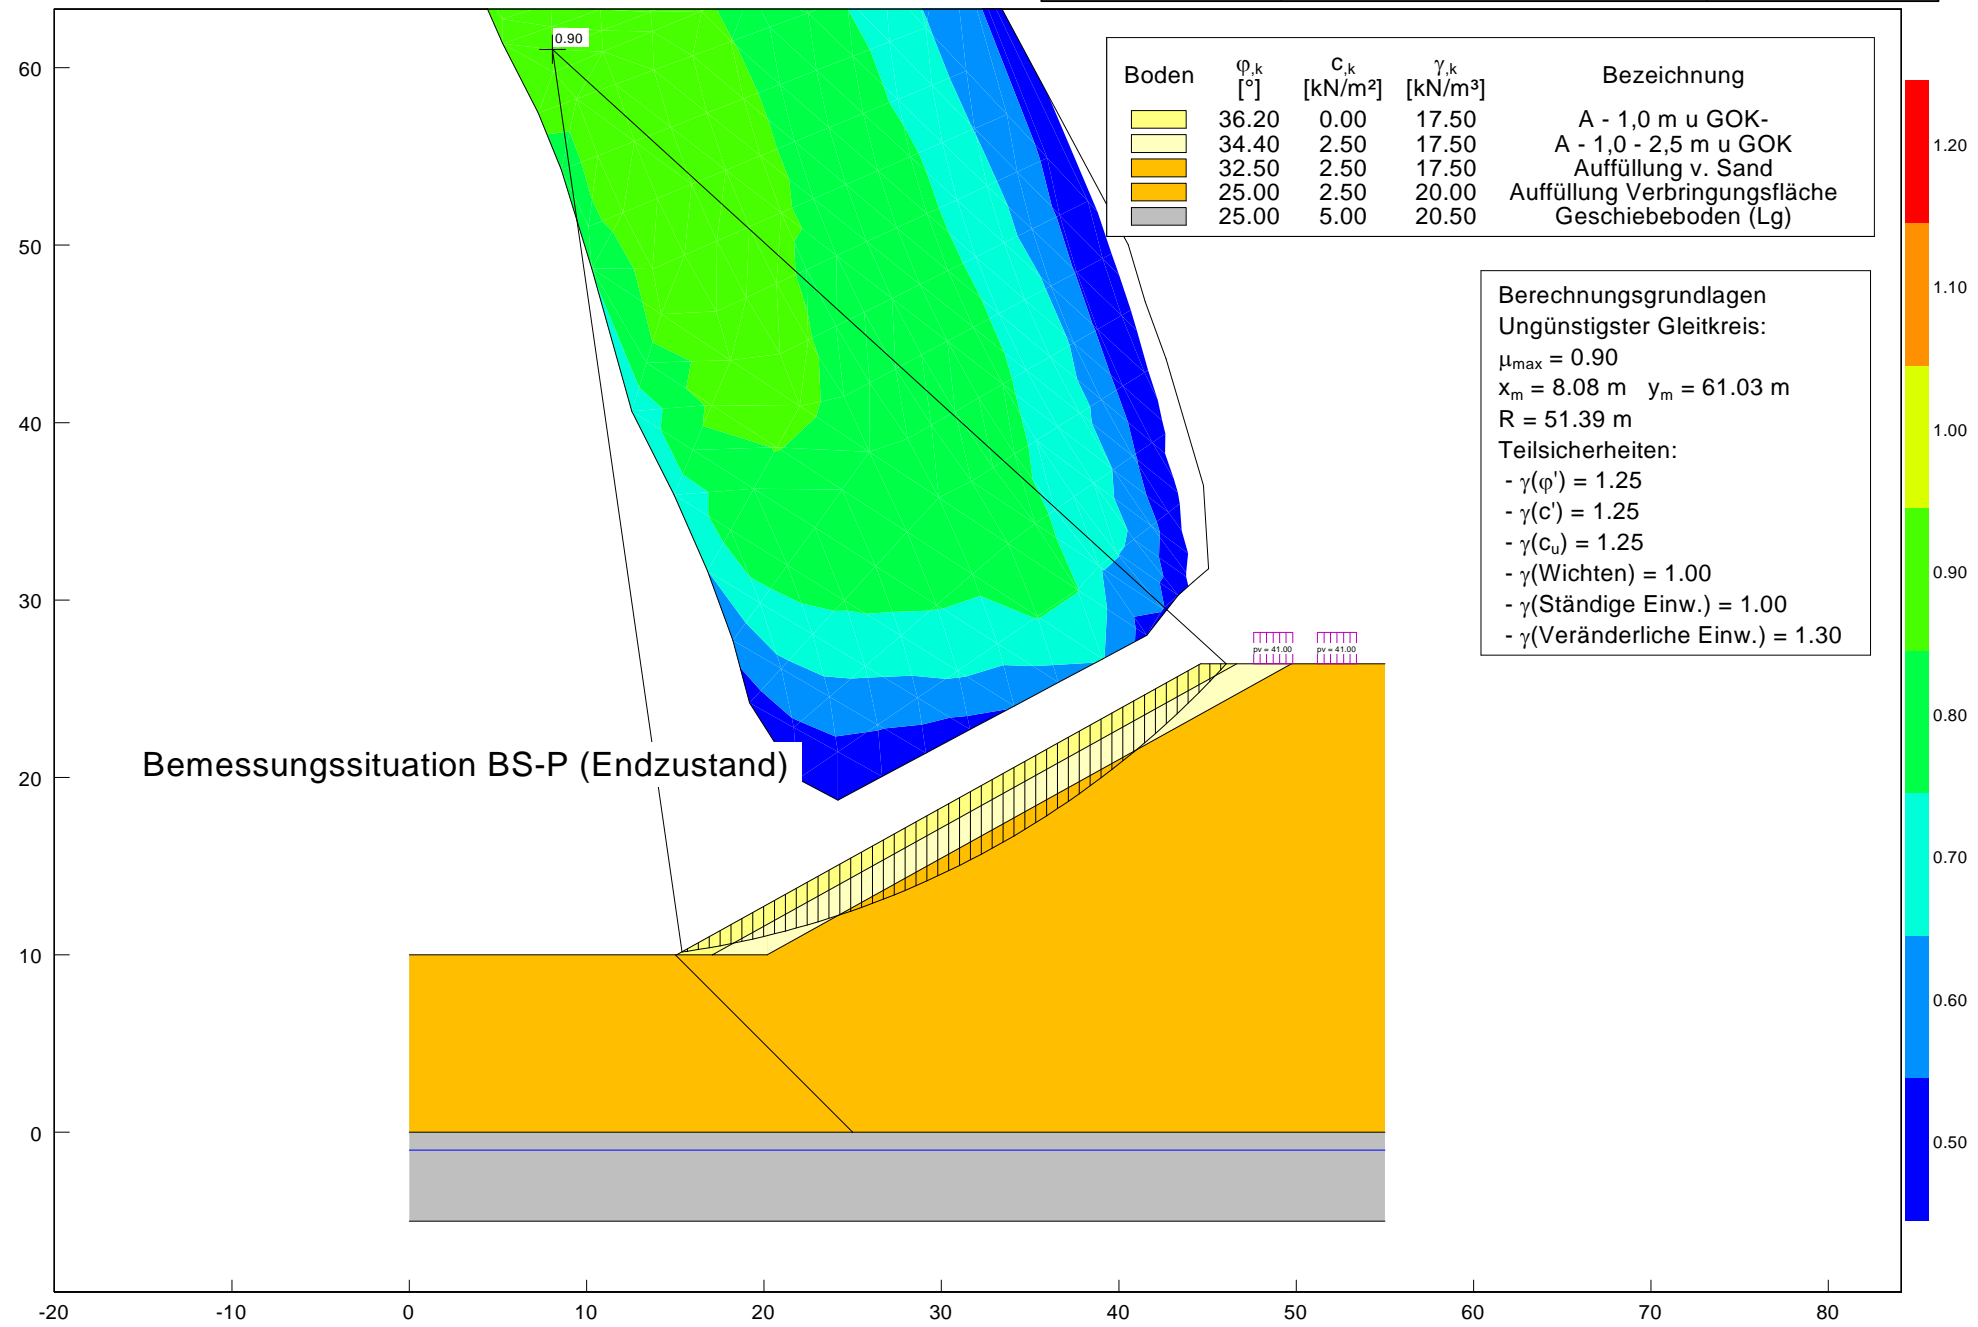 0.90
60
50
40
30
20
10
0
Boden φ,k c,k γ,k Bezeichnung
[°] [kN/m²] [kN/m³]
36.20 0.00 17.50 A - 1,0 m u GOK-
34.40 2.50 17.50 A - 1,0 - 2,5 m u GOK
32.50 2.50 17.50 Auffüllung v. Sand
25.00 2.50 20.00 Auffüllung Verbringungsfläche
25.00 5.00 20.50 Geschiebeboden (Lg)
Berechnungsgrundlagen
Ungünstigster Gleitkreis:
μmax = 0.90
xm = 8.08 m ym = 61.03 m
R = 51.39 m
Teilsicherheiten:
- γ(φ') = 1.25
- γ(c') = 1.25
- γ(cu) = 1.25
- γ(Wichten) = 1.00
- γ(Ständige Einw.) = 1.00
- γ(Veränderliche Einw.) = 1.30
pv = 41.00 pv = 41.00
Bemessungssituation BS-P (Endzustand)
1.20
1.10
1.00
0.90
0.80
0.70
0.60
0.50
-20 -10 0 10 20 30 40 50 60 70 80